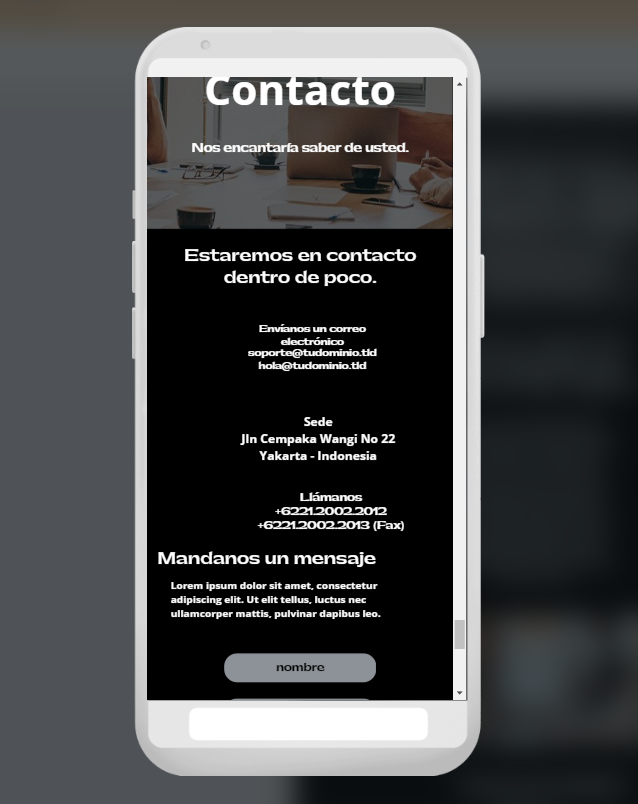 Contacto
Nos encantaría saber de usted.
Estaremos en contacto
dentro de poco.
Envíanos un correo
electrónico
soporte@tudominio.tld
hola@tudominio.tld
Sede
Jln Cempaka Wangi No 22
Yakarta - Indonesia
Llámanos
+6221.2002.2012
+6221.2002.2013 (Fax)
Mandanos un mensaje
Lorem ipsum dolor sit amet, consectetur
adipiscing elit. Ut elit tellus, luctus nec
ullamcorper mattis, pulvinar dapibus leo.
nombre